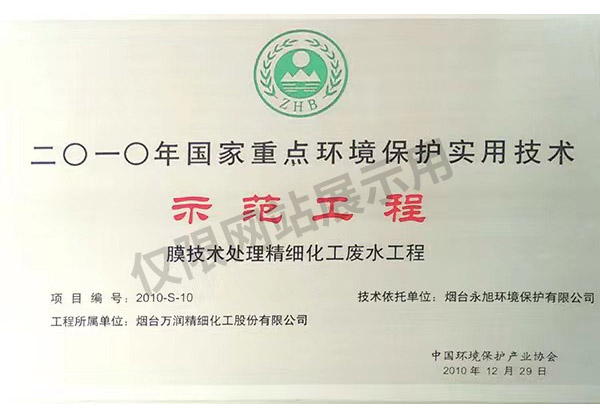 ZHB
二〇一〇年国家重点环境保护实用技术
示范工程
膜技术处理精细化工废水工程
项目编号：2010-S-10
技术依托单位：烟台永旭环境保护有限公司
工程所属单位：烟台万润精细化工股份有限公司
中国环境保护产业协会
2010年12月29日
仅限网站展示用